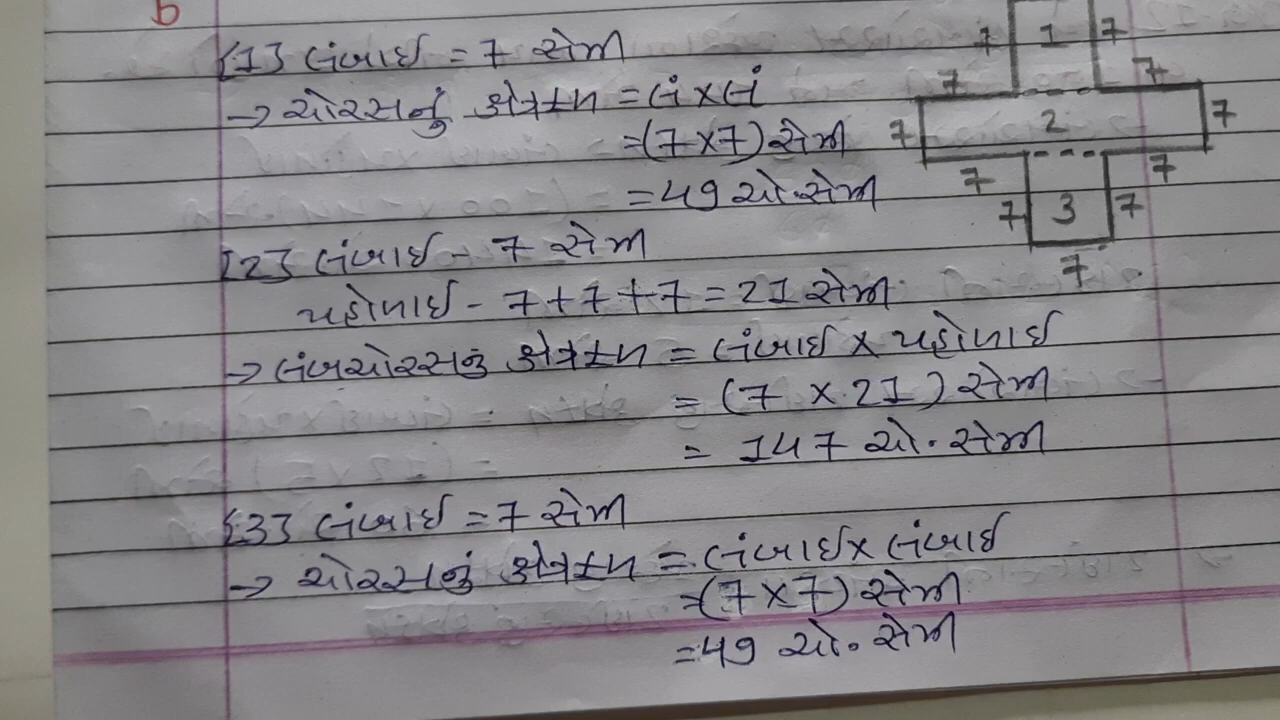 b
[1] લંબાઈ = 7 સેમી
→ ચોરસનું ક્ષેત્રફળ = લં × લં
= (7 × 7) સેમી
= 49 ચો. સેમી
[2] લંબાઈ - 7 સેમી
પહોળાઈ - 7 + 7 + 7 = 21 સેમી
→ લંબચોરસનું ક્ષેત્રફળ = લંબાઈ × પહોળાઈ
= (7 × 21) સેમી
= 147 ચો. સેમી
[3] લંબાઈ = 7 સેમી
→ ચોરસનું ક્ષેત્રફળ = લંબાઈ × લંબાઈ
= (7 × 7) સેમી
= 49 ચો. સેમી
7 1 7
7 7
7 2 7
7 7
7 3 7
7